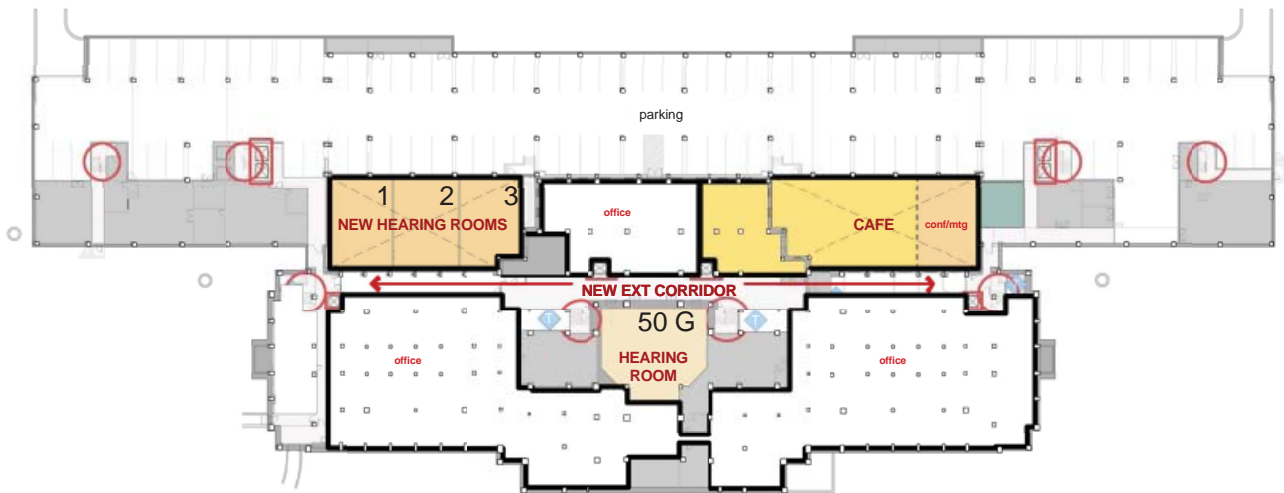 parking
1 2 3
NEW HEARING ROOMS
office
CAFE
conf/mtg
NEW EXT CORRIDOR
T
T
50 G
HEARING
ROOM
office
office